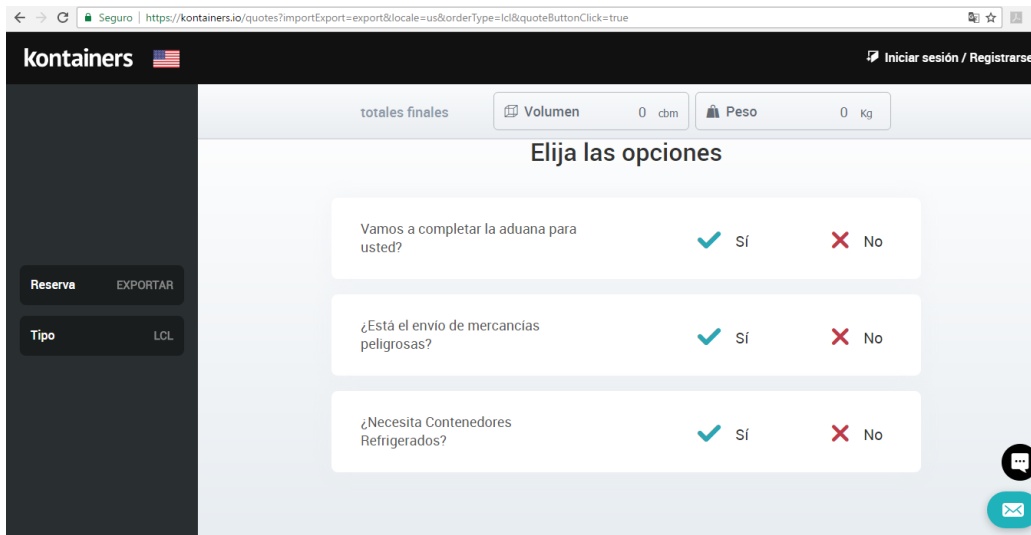 Seguro | https://kontainers.io/quotes?importExport=export&locale=us&orderType=lcl&quoteButtonClick=true
kontainers
Iniciar sesión / Registrarse
totales finales
Volumen 0 cbm
Peso 0 Kg
Elija las opciones
Vamos a completar la aduana para
usted?
Sí
No
Reserva EXPORTAR
¿Está el envío de mercancías
peligrosas?
Sí
No
Tipo LCL
¿Necesita Contenedores
Refrigerados?
Sí
No